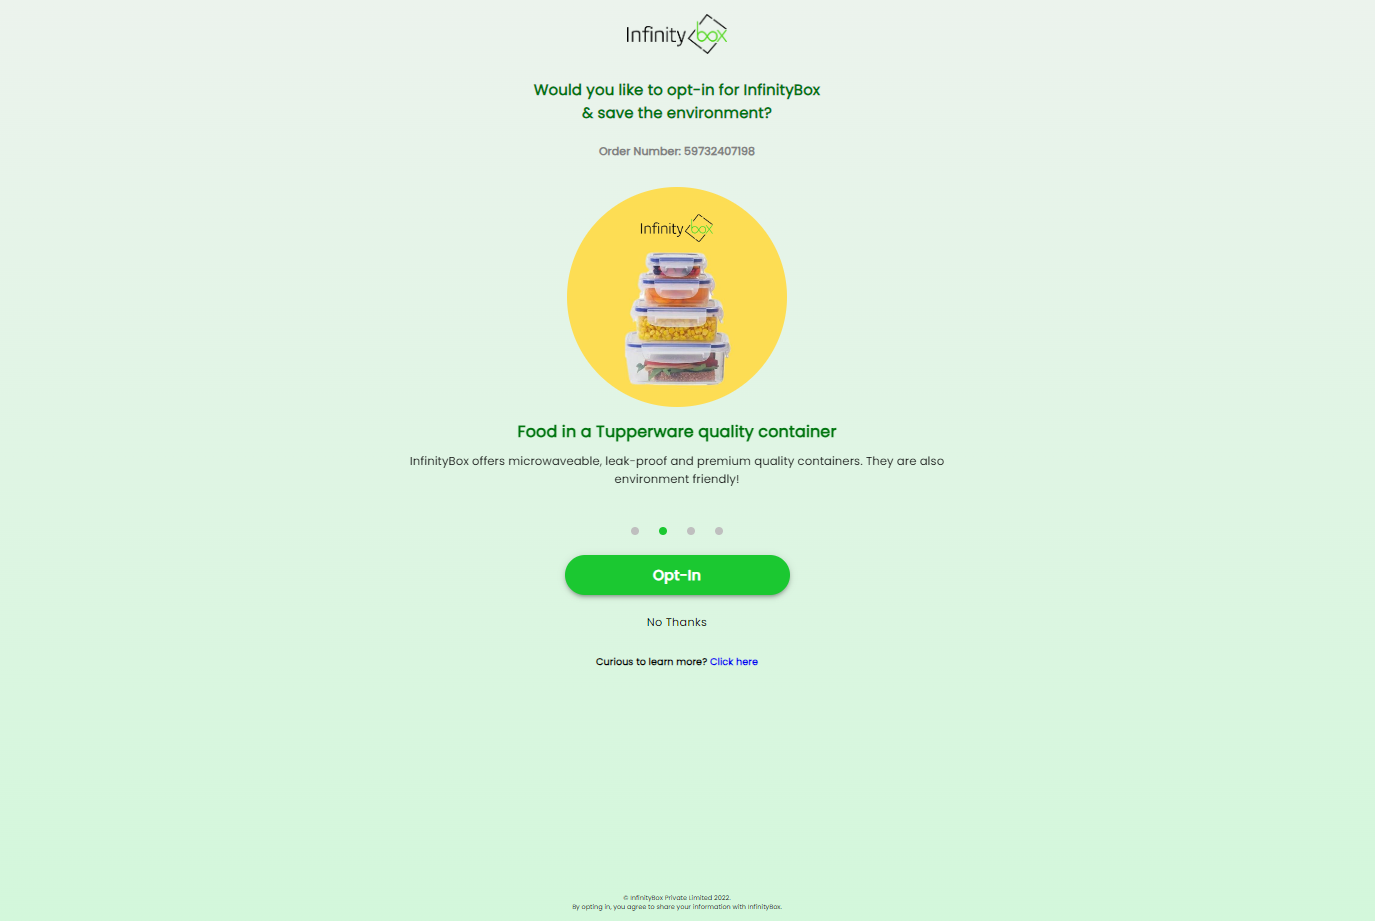 Infinity box
Would you like to opt-in for InfinityBox
& save the environment?
Order Number: 59732407198
Infinity box
Food in a Tupperware quality container
InfinityBox offers microwaveable, leak-proof and premium quality containers. They are also
environment friendly!
Opt-In
No Thanks
Curious to learn more? Click here
© InfinityBox Private Limited 2022.
By opting in, you agree to share your information with InfinityBox.